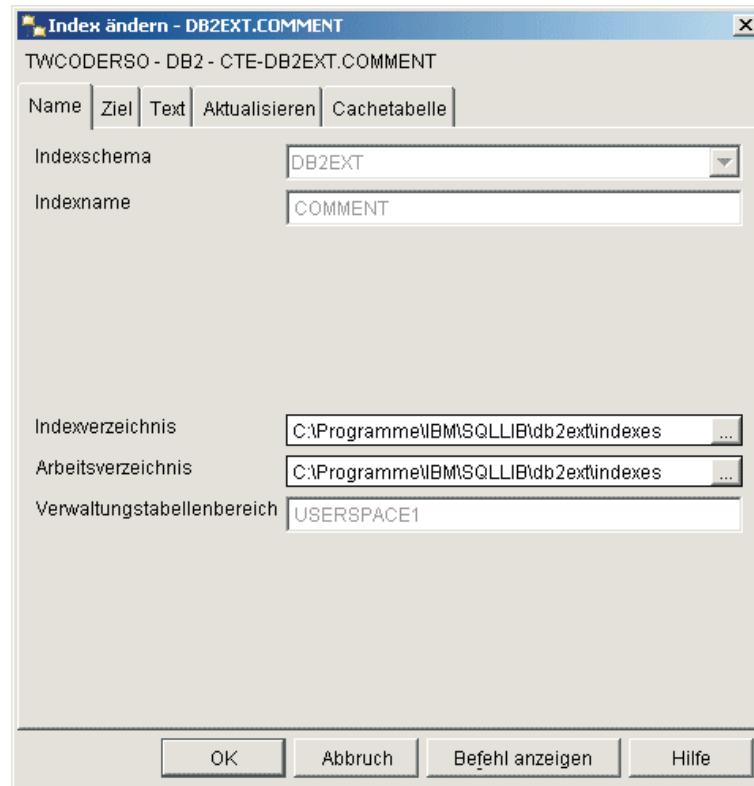 Index ändern - DB2EXT.COMMENT
TWCODERSO - DB2 - CTE-DB2EXT.COMMENT
Name Ziel Text Aktualisieren Cachetabelle
Indexschema DB2EXT
Indexname COMMENT
Indexverzeichnis C:\Programme\IBM\SQLLIB\db2ext\indexes ...
Arbeitsverzeichnis C:\Programme\IBM\SQLLIB\db2ext\indexes ...
Verwaltungstabellenbereich USERSPACE1
OK Abbruch Befehl anzeigen Hilfe